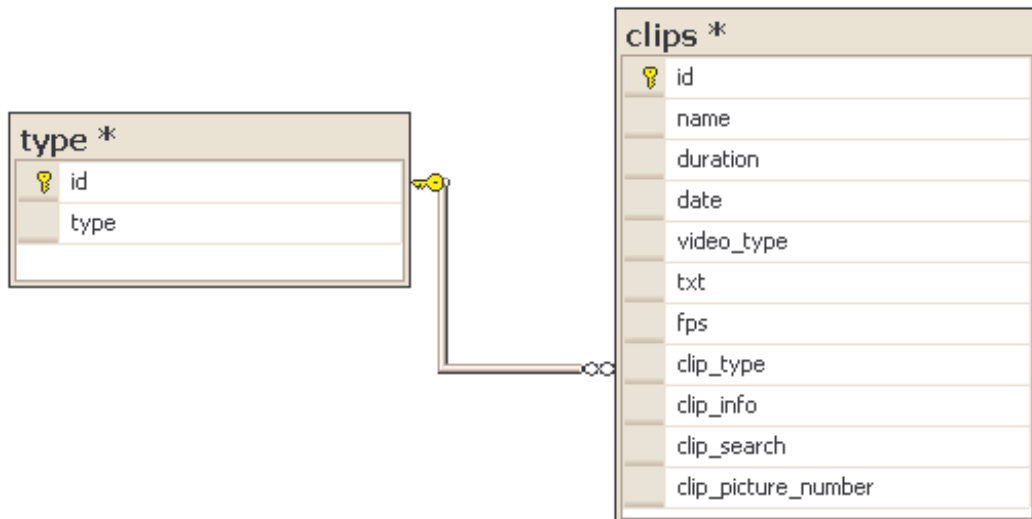 type *
id
type
clips *
id
name
duration
date
video_type
txt
fps
clip_type
clip_info
clip_search
clip_picture_number